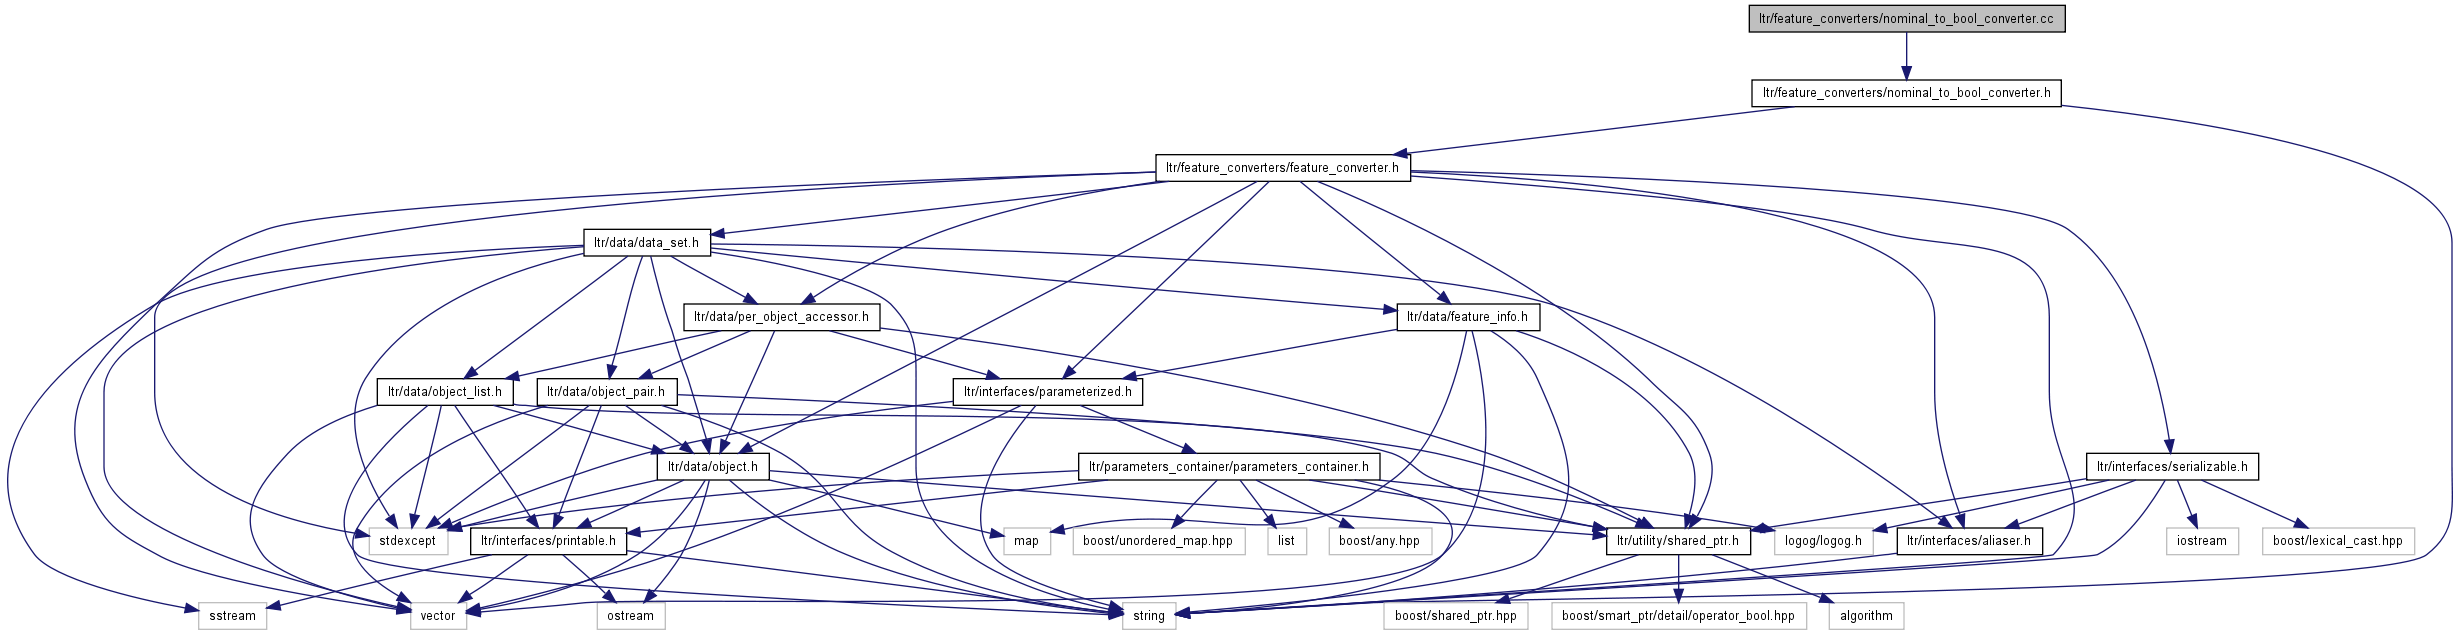 ltr/feature_converters/nominal_to_bool_converter.cc
ltr/feature_converters/nominal_to_bool_converter.h
ltr/feature_converters/feature_converter.h
ltr/data/data_set.h
ltr/data/per_object_accessor.h
ltr/data/feature_info.h
ltr/data/object_list.h
ltr/data/object_pair.h
ltr/interfaces/parameterized.h
ltr/data/object.h
ltr/parameters_container/parameters_container.h
ltr/interfaces/serializable.h
stdexcept
ltr/interfaces/printable.h
map
boost/unordered_map.hpp
list
boost/any.hpp
ltr/utility/shared_ptr.h
logog/logog.h
ltr/interfaces/aliaser.h
iostream
boost/lexical_cast.hpp
sstream
vector
ostream
string
boost/shared_ptr.hpp
boost/smart_ptr/detail/operator_bool.hpp
algorithm